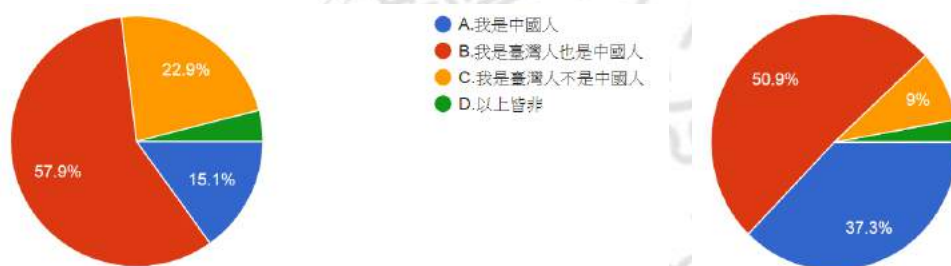 22.9%
57.9%
15.1%
A.我是中國人
B.我是臺灣人也是中國人
C.我是臺灣人不是中國人
D.以上皆非
50.9%
9%
37.3%